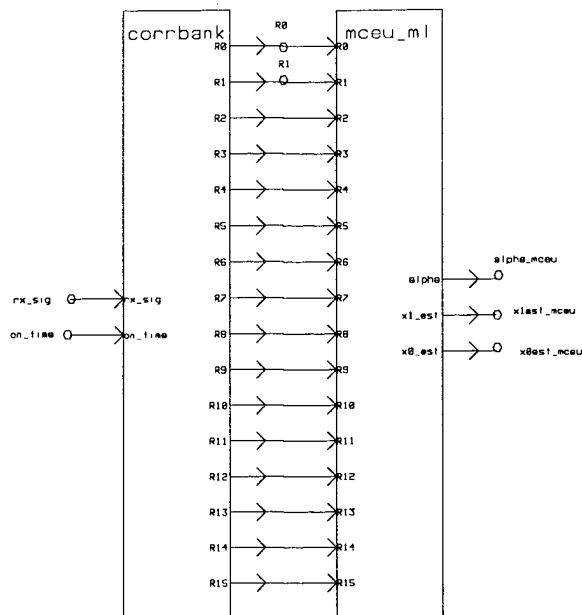 corrbank R0 mceu_ml
R0 R0
R1 R1 R1
R2 R2
R3 R3
R4 R4
R5 R5
R6 R6 alpha_mceu
alpha
rx_sig rx_sig R7 R7
x1_est x1est_mceu
on_time on_time R8 R8
x0_est x0est_mceu
R9 R9
R10 R10
R11 R11
R12 R12
R13 R13
R14 R14
R15 R15